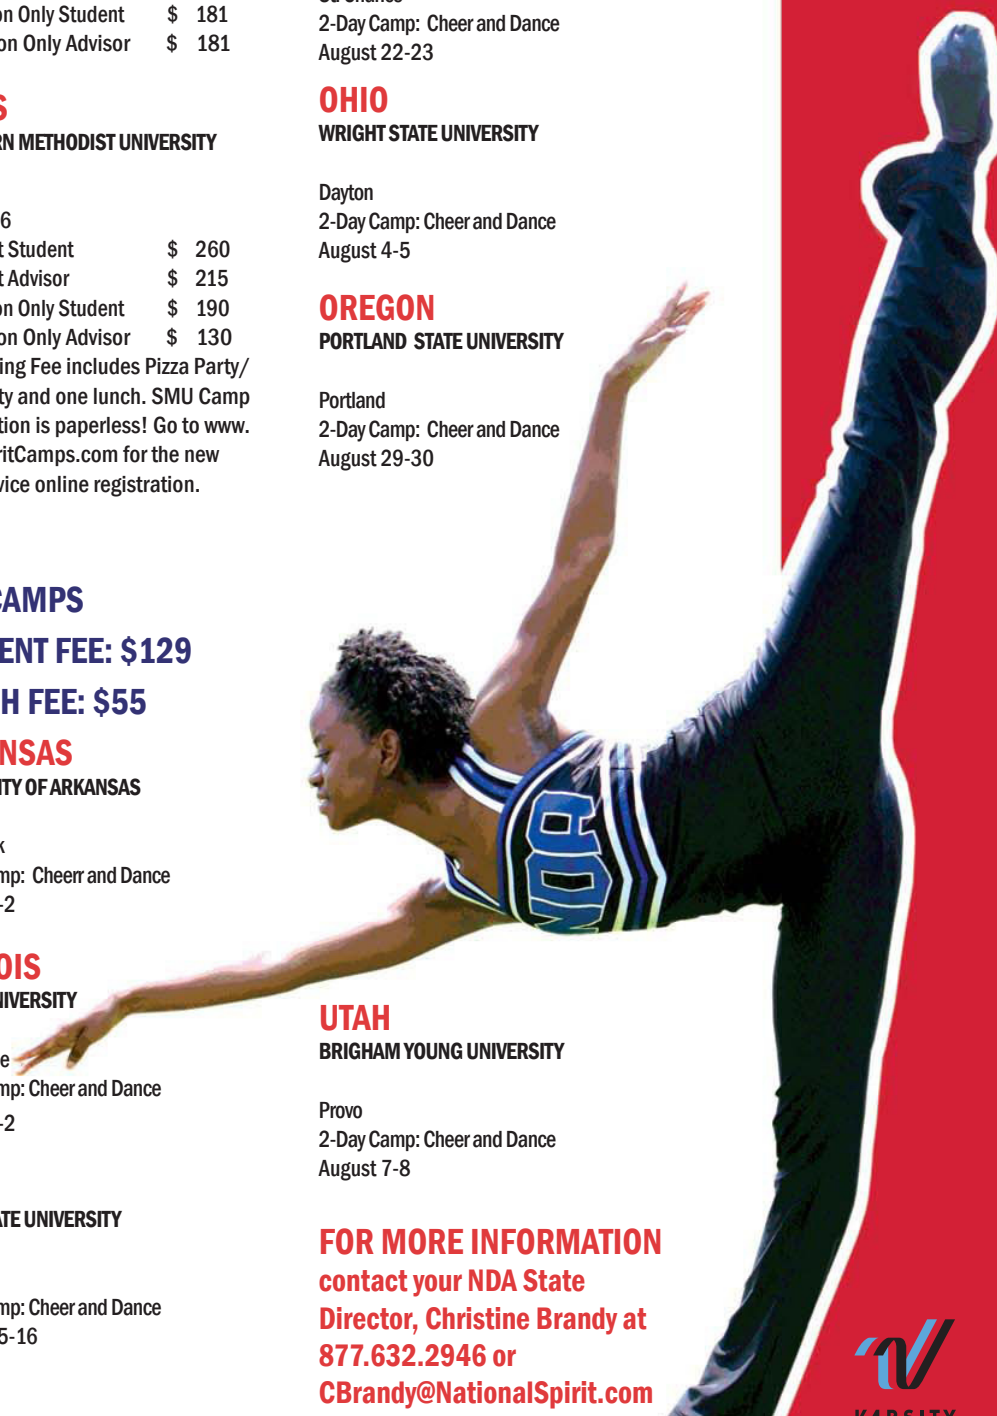 on Only Student $ 181
on Only Advisor $ 181
S
RN METHODIST UNIVERSITY
6
t Student $ 260
t Advisor $ 215
on Only Student $ 190
on Only Advisor $ 130
ing Fee includes Pizza Party/
ty and one lunch. SMU Camp
tion is paperless! Go to www.
ritCamps.com for the new
vice online registration.
CAMPS
ENT FEE: $129
H FEE: $55
NSAS
ITY OF ARKANSAS
k
mp: Cheerr and Dance
-2
OIS
NIVERSITY
e
mp: Cheer and Dance
-2
ATE UNIVERSITY
mp: Cheer and Dance
5-16
2-Day Camp: Cheer and Dance
August 22-23
OHIO
WRIGHT STATE UNIVERSITY
Dayton
2-Day Camp: Cheer and Dance
August 4-5
OREGON
PORTLAND STATE UNIVERSITY
Portland
2-Day Camp: Cheer and Dance
August 29-30
NDA
UTAH
BRIGHAM YOUNG UNIVERSITY
Provo
2-Day Camp: Cheer and Dance
August 7-8
FOR MORE INFORMATION
contact your NDA State
Director, Christine Brandy at
877.632.2946 or
CBrandy@NationalSpirit.com